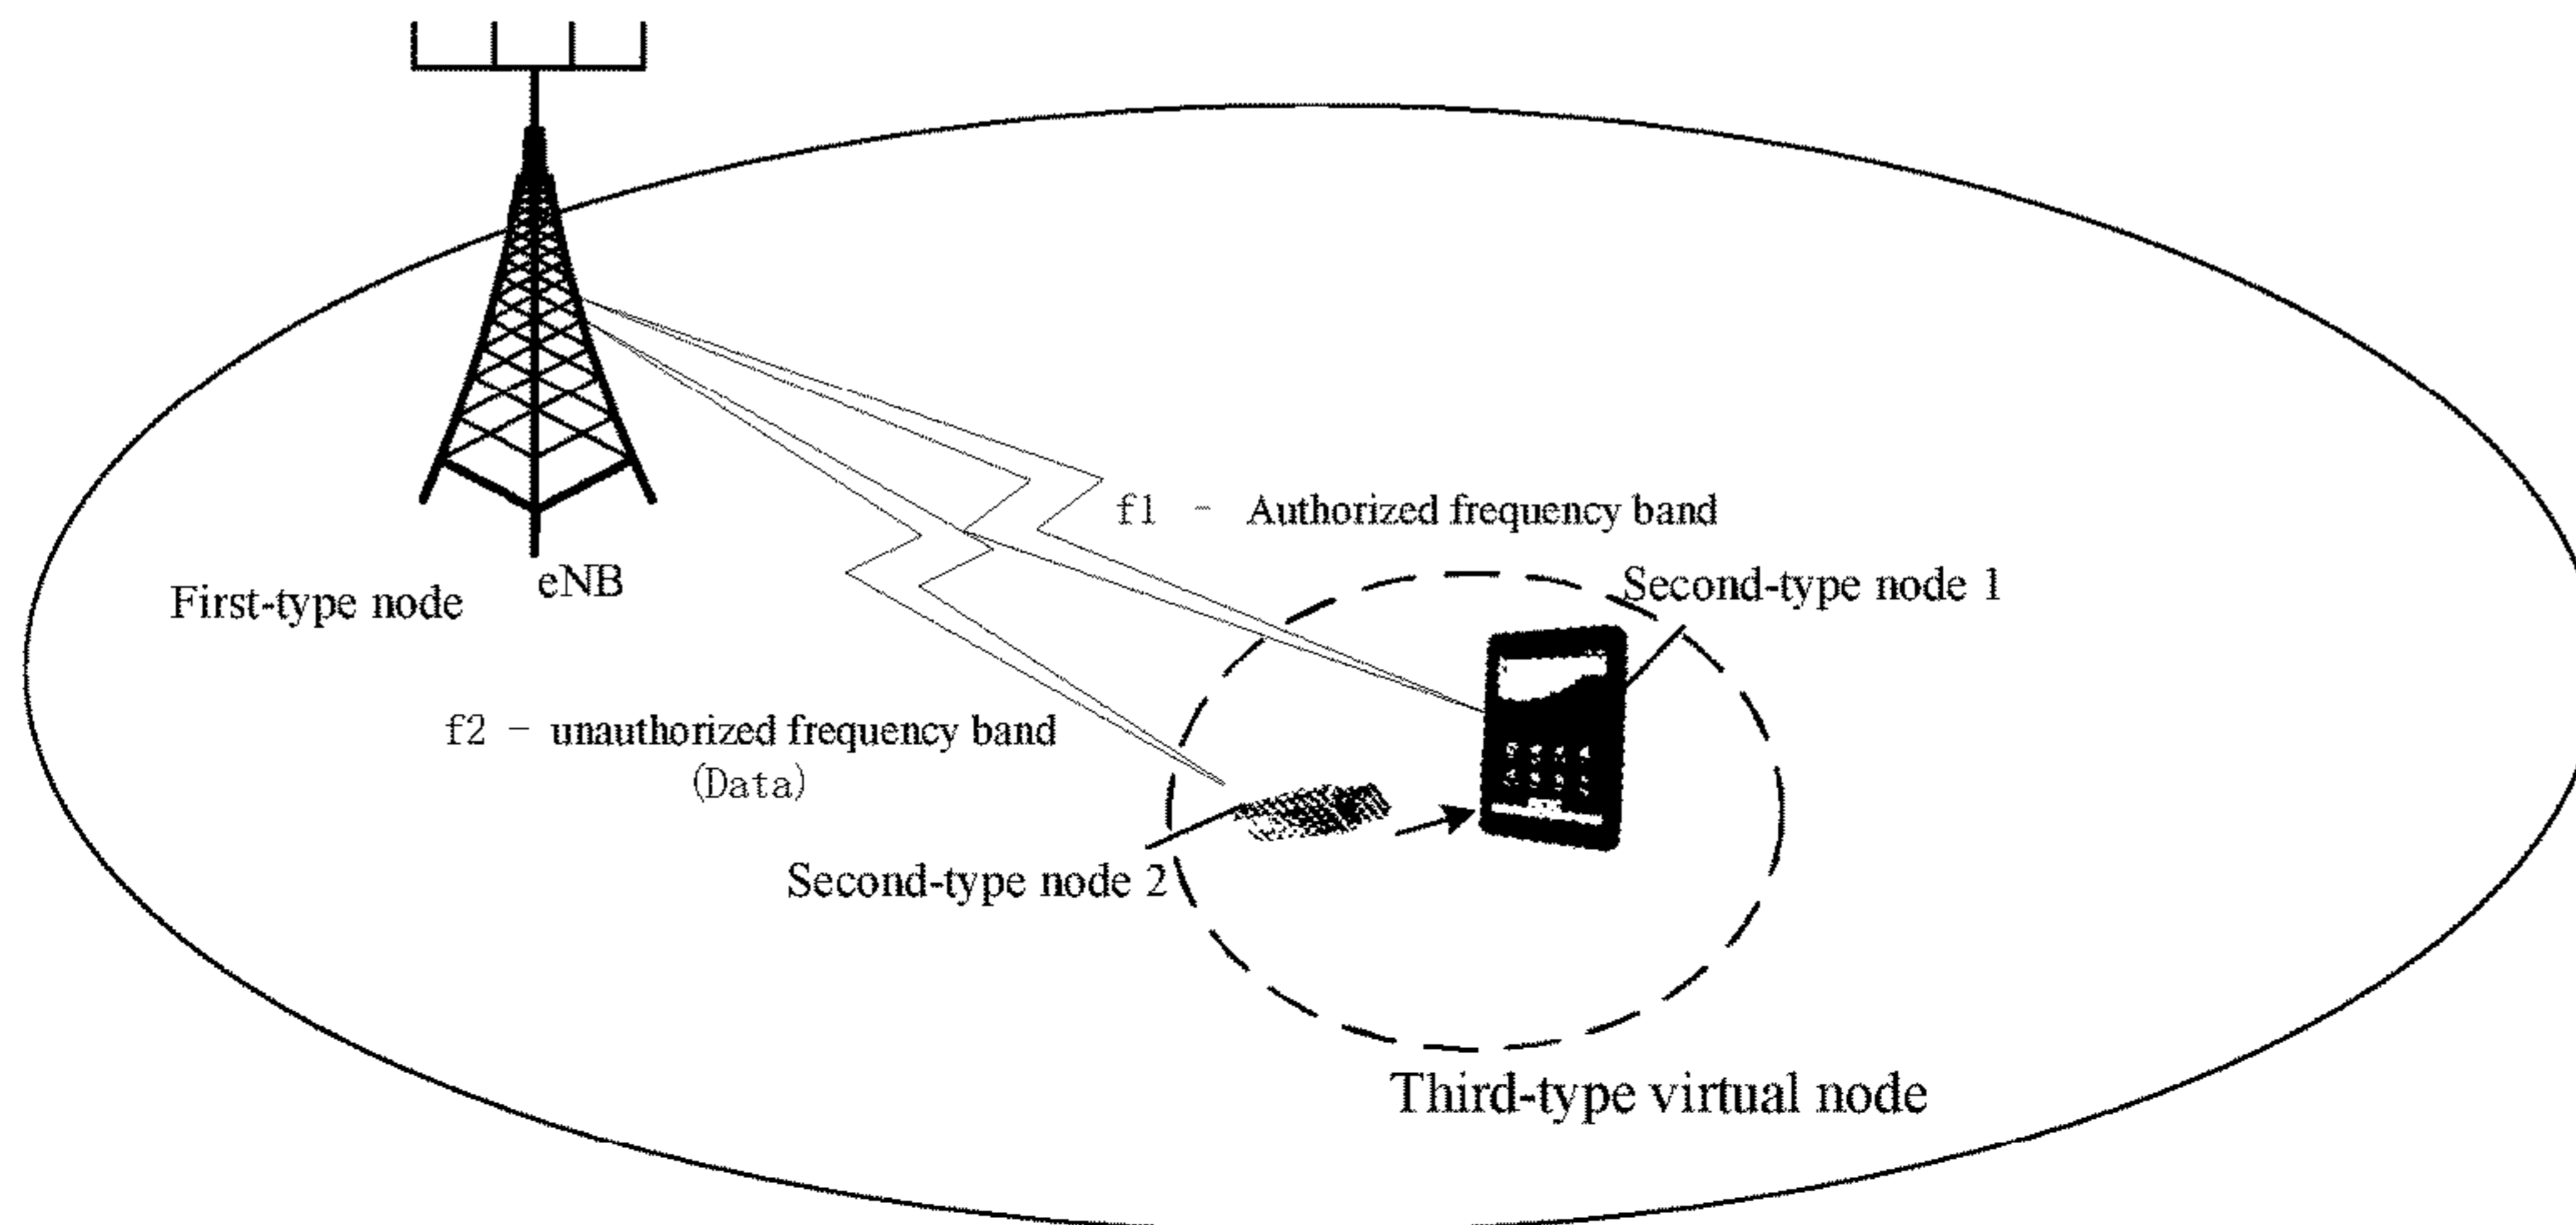 f1 - Authorized frequency band
Second-type node 1
eNB
First-type node
f2 - unauthorized frequency band
(Data)
Second-type node 2
Third-type virtual node